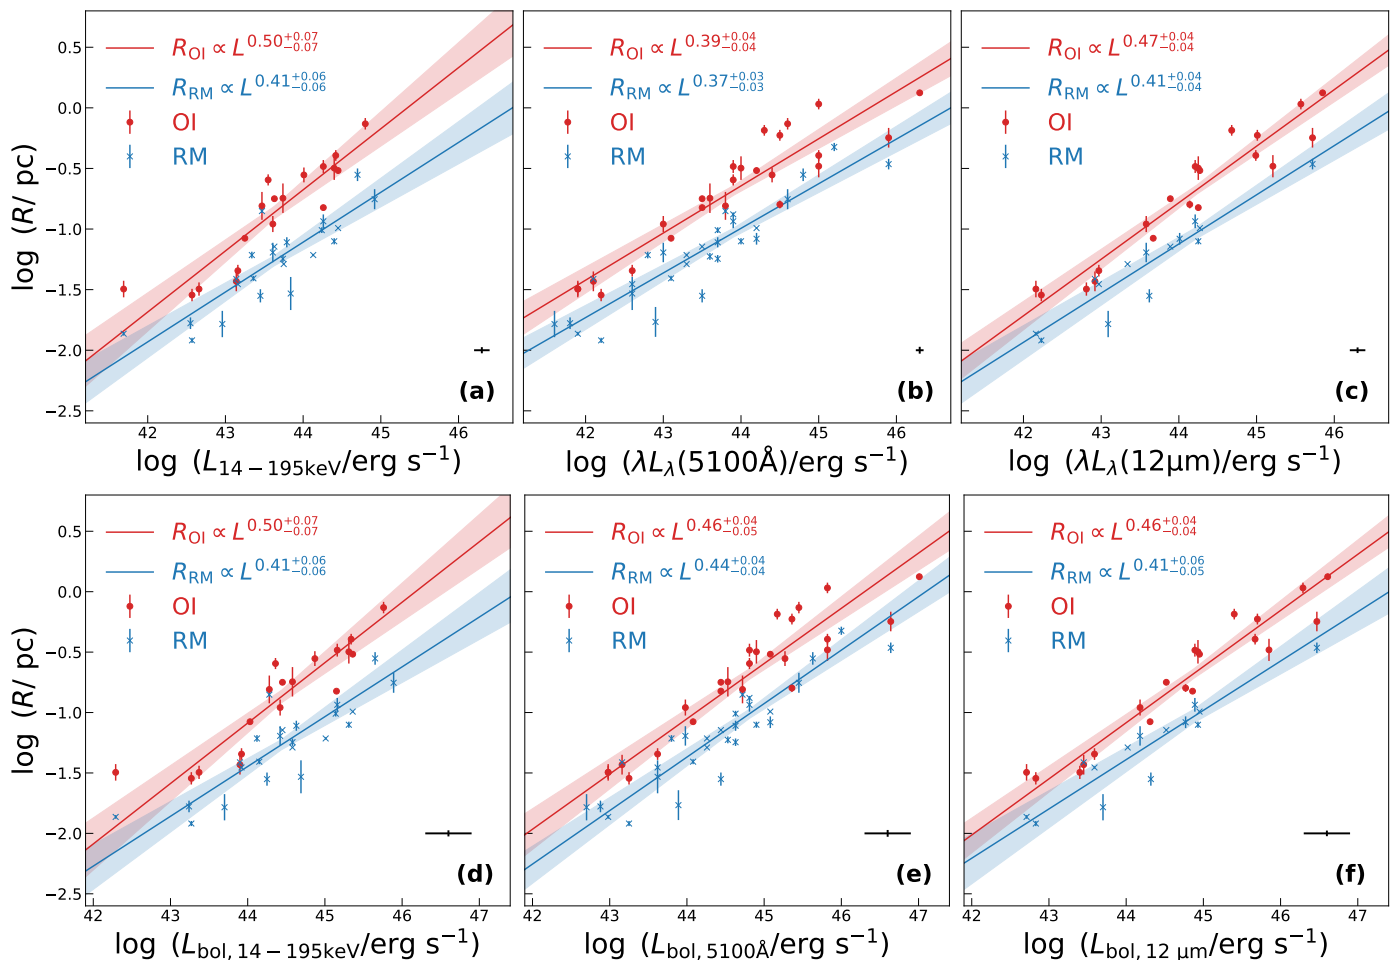 log (R/ pc)
0.5
0.0
−0.5
−1.0
−1.5
−2.0
−2.5
R_OI ∝ L^0.50 +0.07 −0.07
R_RM ∝ L^0.41 +0.06 −0.06
OI
RM
(a)
42 43 44 45 46
log (L_14−195keV/erg s⁻¹)
R_OI ∝ L^0.39 +0.04 −0.04
R_RM ∝ L^0.37 +0.03 −0.03
OI
RM
(b)
42 43 44 45 46
log (λL_λ(5100Å)/erg s⁻¹)
R_OI ∝ L^0.47 +0.04 −0.04
R_RM ∝ L^0.41 +0.04 −0.04
OI
RM
(c)
42 43 44 45 46
log (λL_λ(12μm)/erg s⁻¹)
log (R/ pc)
0.5
0.0
−0.5
−1.0
−1.5
−2.0
−2.5
R_OI ∝ L^0.50 +0.07 −0.07
R_RM ∝ L^0.41 +0.06 −0.06
OI
RM
(d)
42 43 44 45 46 47
log (L_bol, 14−195keV/erg s⁻¹)
R_OI ∝ L^0.46 +0.04 −0.05
R_RM ∝ L^0.44 +0.04 −0.04
OI
RM
(e)
42 43 44 45 46 47
log (L_bol, 5100Å/erg s⁻¹)
R_OI ∝ L^0.46 +0.04 −0.04
R_RM ∝ L^0.41 +0.06 −0.05
OI
RM
(f)
42 43 44 45 46 47
log (L_bol, 12 μm/erg s⁻¹)